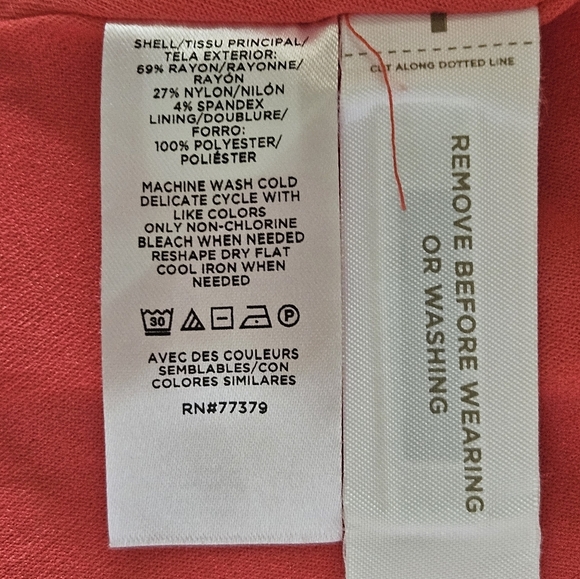 SHELL/TISSU PRINCIPAL/
TELA EXTERIOR:
69% RAYON/RAYONNE/
RAYÓN
27% NYLON/NILÓN
4% SPANDEX
LINING/DOUBLURE/
FORRO:
100% POLYESTER/
POLIÉSTER
MACHINE WASH COLD
DELICATE CYCLE WITH
LIKE COLORS
ONLY NON-CHLORINE
BLEACH WHEN NEEDED
RESHAPE DRY FLAT
COOL IRON WHEN
NEEDED
30
P
AVEC DES COULEURS
SEMBLABLES/CON
COLORES SIMILARES
RN#77379
CUT ALONG DOTTED LINE
REMOVE BEFORE WEARING
OR WASHING